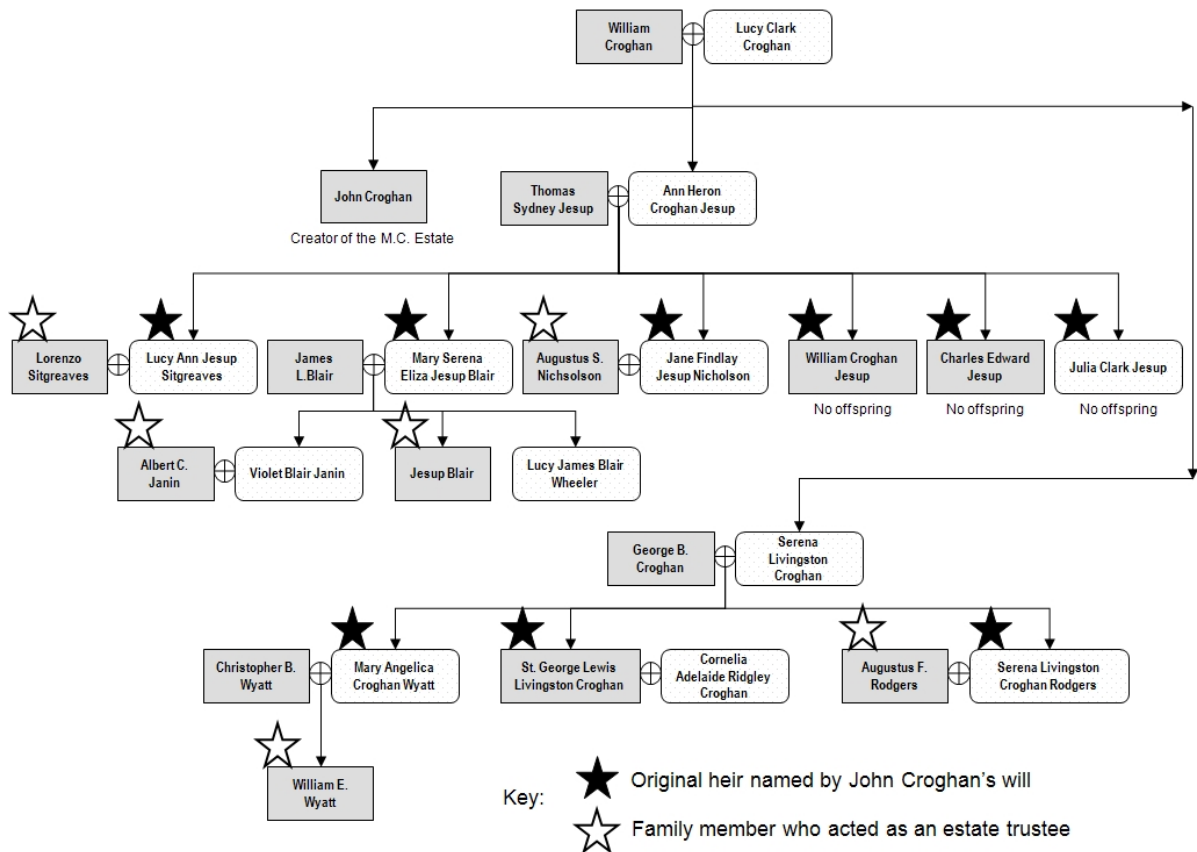 William
Croghan
Lucy Clark
Croghan
John Croghan
Creator of the M.C. Estate
Thomas
Sydney Jesup
Ann Heron
Croghan Jesup
Lorenzo
Sitgreaves
Lucy Ann Jesup
Sitgreaves
James
L.Blair
Mary Serena
Eliza Jesup Blair
Augustus S.
Nichsolson
Jane Findlay
Jesup Nicholson
William Croghan
Jesup
No offspring
Charles Edward
Jesup
No offspring
Julia Clark Jesup
No offspring
Albert C.
Janin
Violet Blair Janin
Jesup Blair
Lucy James Blair
Wheeler
George B.
Croghan
Serena
Livingston
Croghan
Christopher B.
Wyatt
Mary Angelica
Croghan Wyatt
St. George Lewis
Livingston Croghan
Cornelia
Adelaide Ridgley
Croghan
Augustus F.
Rodgers
Serena Livingston
Croghan Rodgers
William E.
Wyatt
Key:
Original heir named by John Croghan's will
Family member who acted as an estate trustee